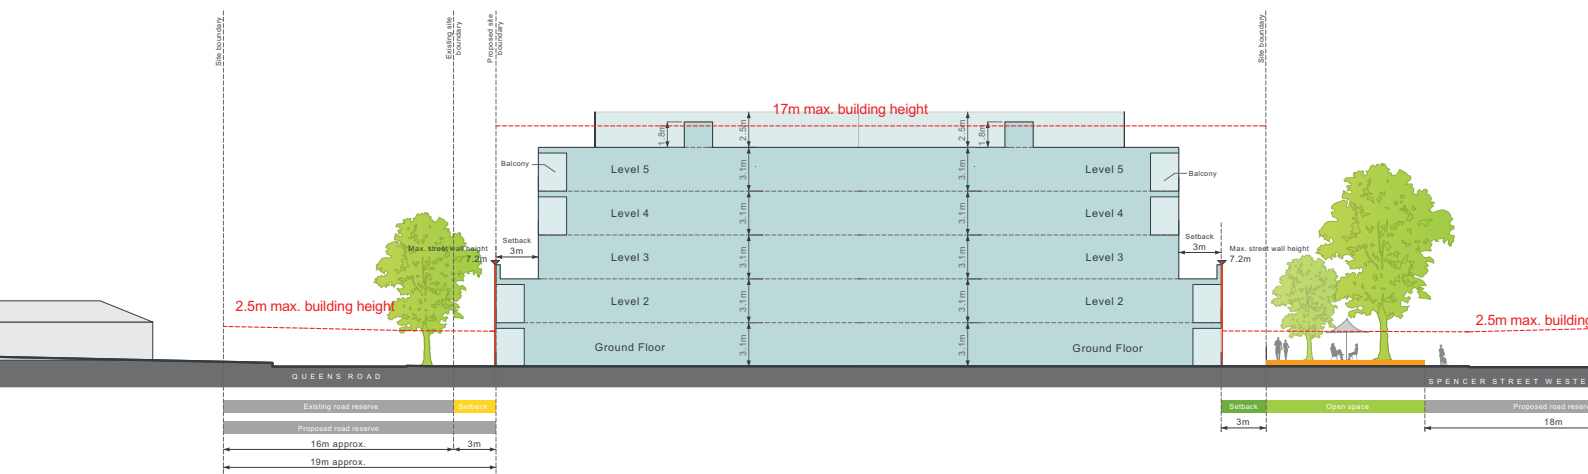 Site boundary
Existing site
boundary
Proposed site
boundary
Site boundary
17m max. building height
1.8m
2.5m
2.5m
1.8m
Balcony
Level 5
3.1m
3.1m
Level 5
Balcony
Level 4
3.1m
3.1m
Level 4
Setback
3m
Setback
3m
Max. street wall height
7.2m
Level 3
3.1m
3.1m
Level 3
Max. street wall height
7.2m
2.5m max. building height
Level 2
3.1m
3.1m
Level 2
2.5m max. building
Ground Floor
3.1m
3.1m
Ground Floor
QUEENS ROAD
SPENCER STREET WESTE
Existing road reserve
Setback
Setback
Open space
Proposed road reserv
Proposed road reserve
3m
18m
16m approx.
3m
19m approx.